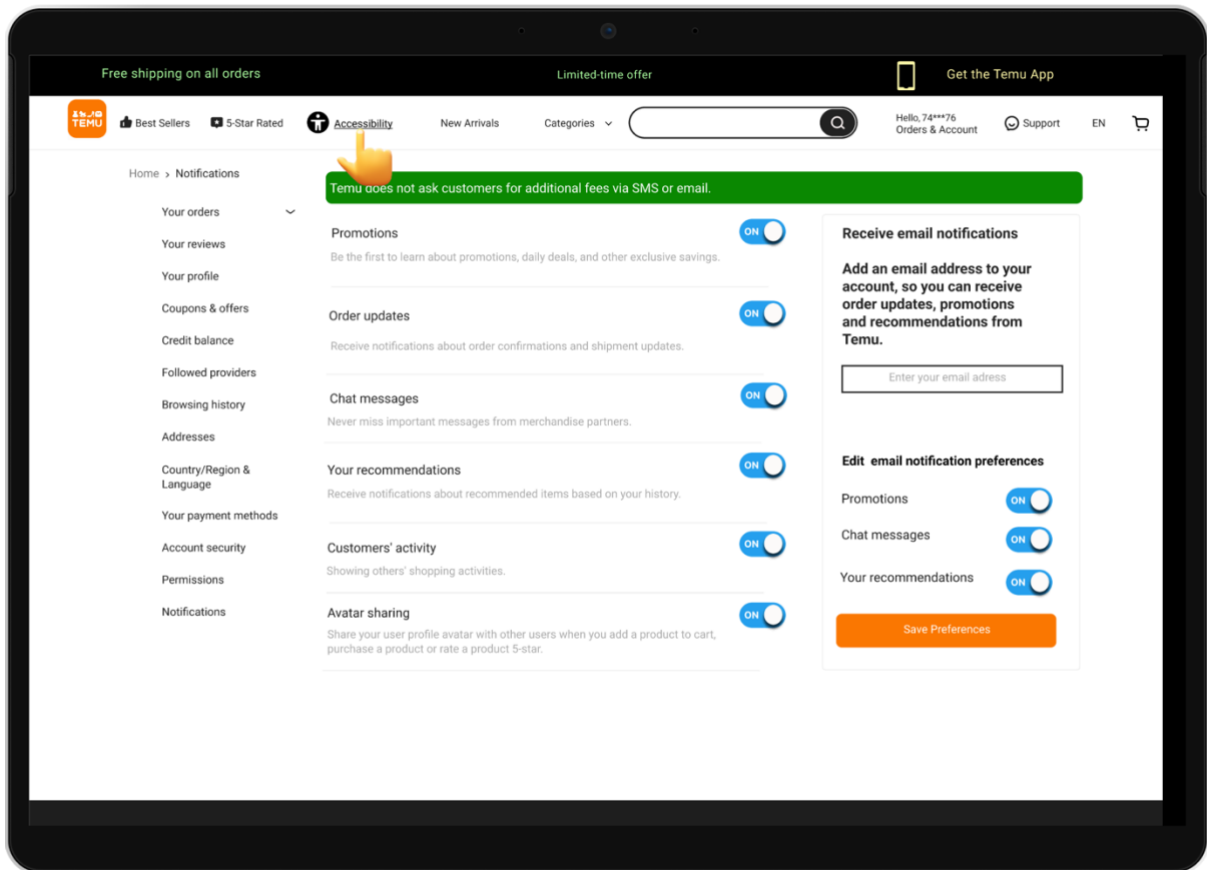 Free shipping on all orders
Limited-time offer
Get the Temu App
TEMU
Best Sellers
5-Star Rated
Accessibility
New Arrivals
Categories
Hello, 74***76
Orders & Account
Support
EN
Home > Notifications
Temu does not ask customers for additional fees via SMS or email.
Your orders
Your reviews
Your profile
Coupons & offers
Credit balance
Followed providers
Browsing history
Addresses
Country/Region &
Language
Your payment methods
Account security
Permissions
Notifications
Promotions
ON
Be the first to learn about promotions, daily deals, and other exclusive savings.
Order updates
ON
Receive notifications about order confirmations and shipment updates.
Chat messages
ON
Never miss important messages from merchandise partners.
Your recommendations
ON
Receive notifications about recommended items based on your history.
Customers' activity
ON
Showing others' shopping activities.
Avatar sharing
ON
Share your user profile avatar with other users when you add a product to cart,
purchase a product or rate a product 5-star.
Receive email notifications
Add an email address to your
account, so you can receive
order updates, promotions
and recommendations from
Temu.
Enter your email adress
Edit email notification preferences
Promotions
ON
Chat messages
ON
Your recommendations
ON
Save Preferences